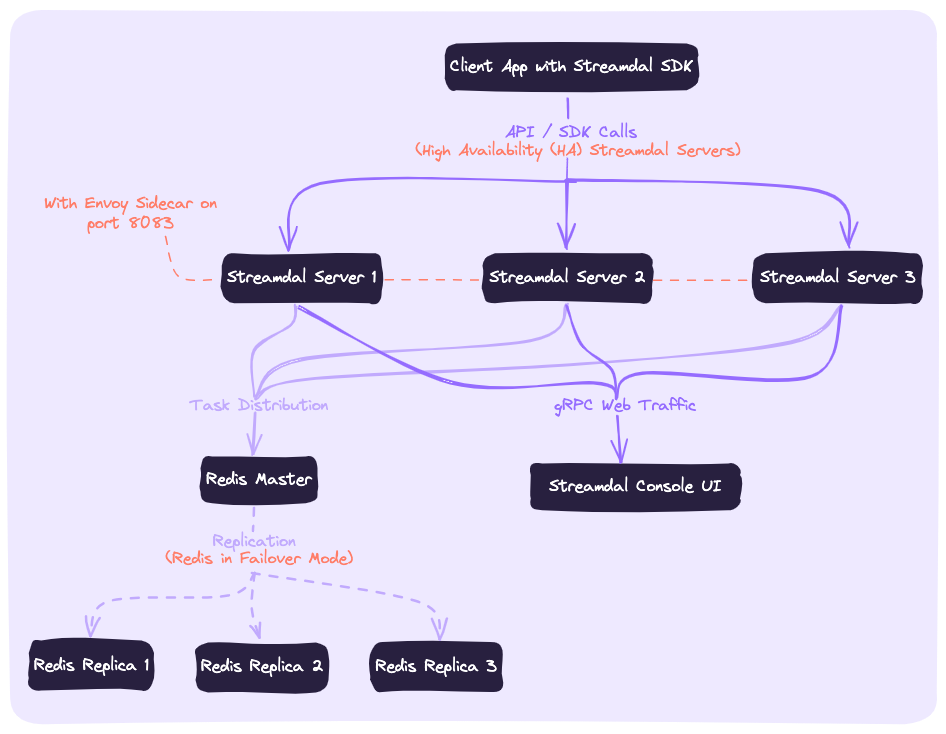 Client App with Streamdal SDK
API / SDK Calls
(High Availability (HA) Streamdal Servers)
With Envoy Sidecar on
port 8083
Streamdal Server 1
Streamdal Server 2
Streamdal Server 3
Task Distribution
gRPC Web Traffic
Redis Master
Streamdal Console UI
Replication
(Redis in Failover Mode)
Redis Replica 1
Redis Replica 2
Redis Replica 3